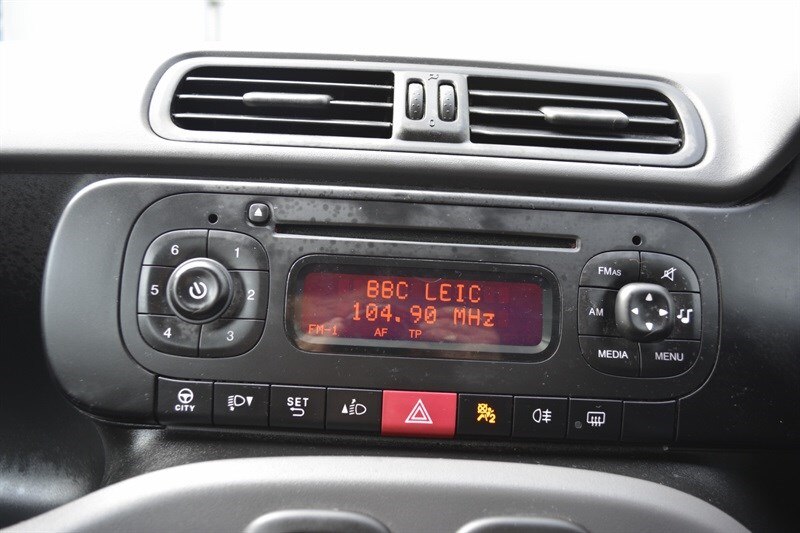 6 1
5 2
4 3
BBC LEIC
104.90 MHz
FM-1 AF TP
FMAS
AM
MEDIA MENU
CITY
SET
2